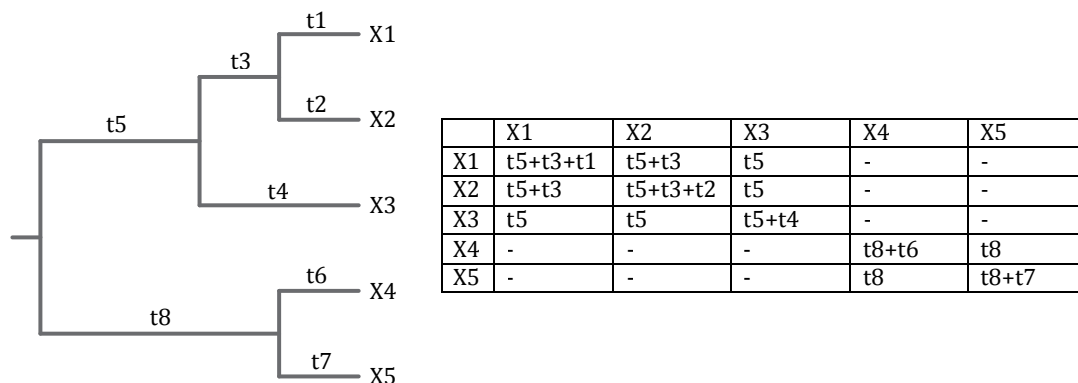 t1
X1
t3
t2
X2
t5
t4
X3
t6
X4
t8
t7
X5
X1 X2 X3 X4 X5
X1 t5+t3+t1 t5+t3 t5 - -
X2 t5+t3 t5+t3+t2 t5 - -
X3 t5 t5 t5+t4 - -
X4 - - - t8+t6 t8
X5 - - - t8 t8+t7